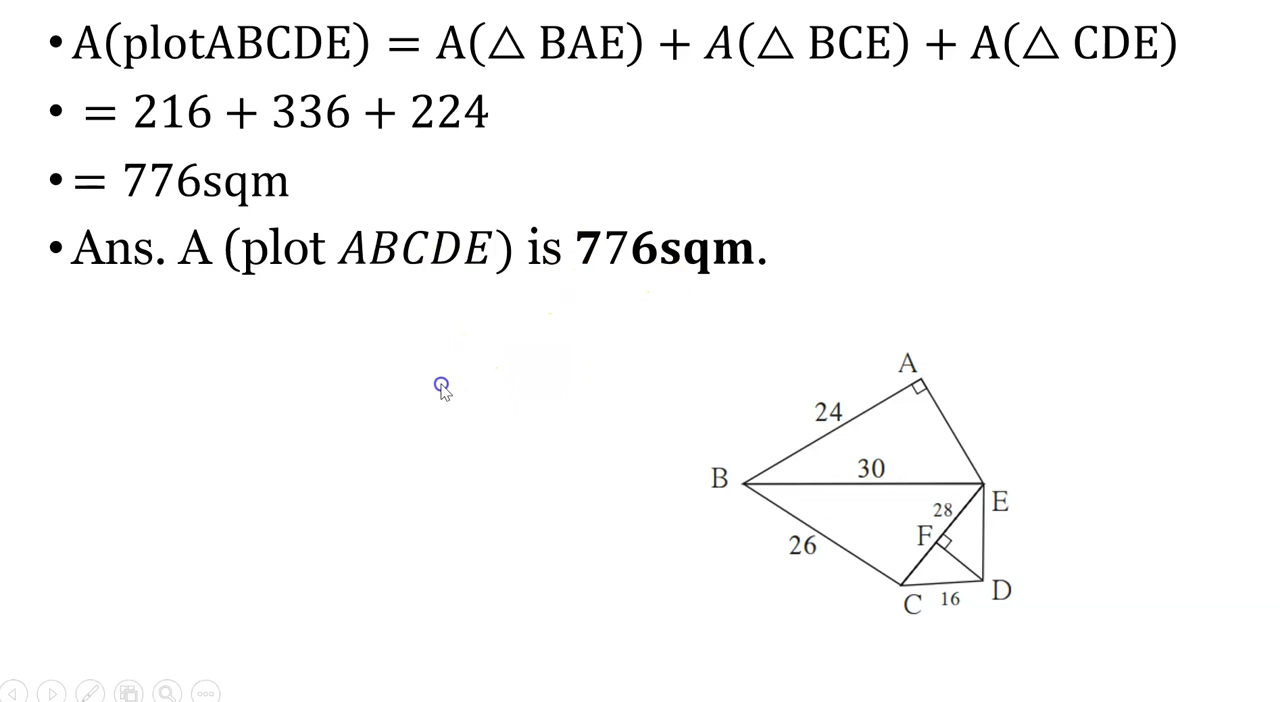 • A(plotABCDE) = A(△ BAE) + A(△ BCE) + A(△ CDE)
• = 216 + 336 + 224
• = 776sqm
• Ans. A (plot ABCDE) is 776sqm.
A
24
B
30
E
28
F
26
D
C
16